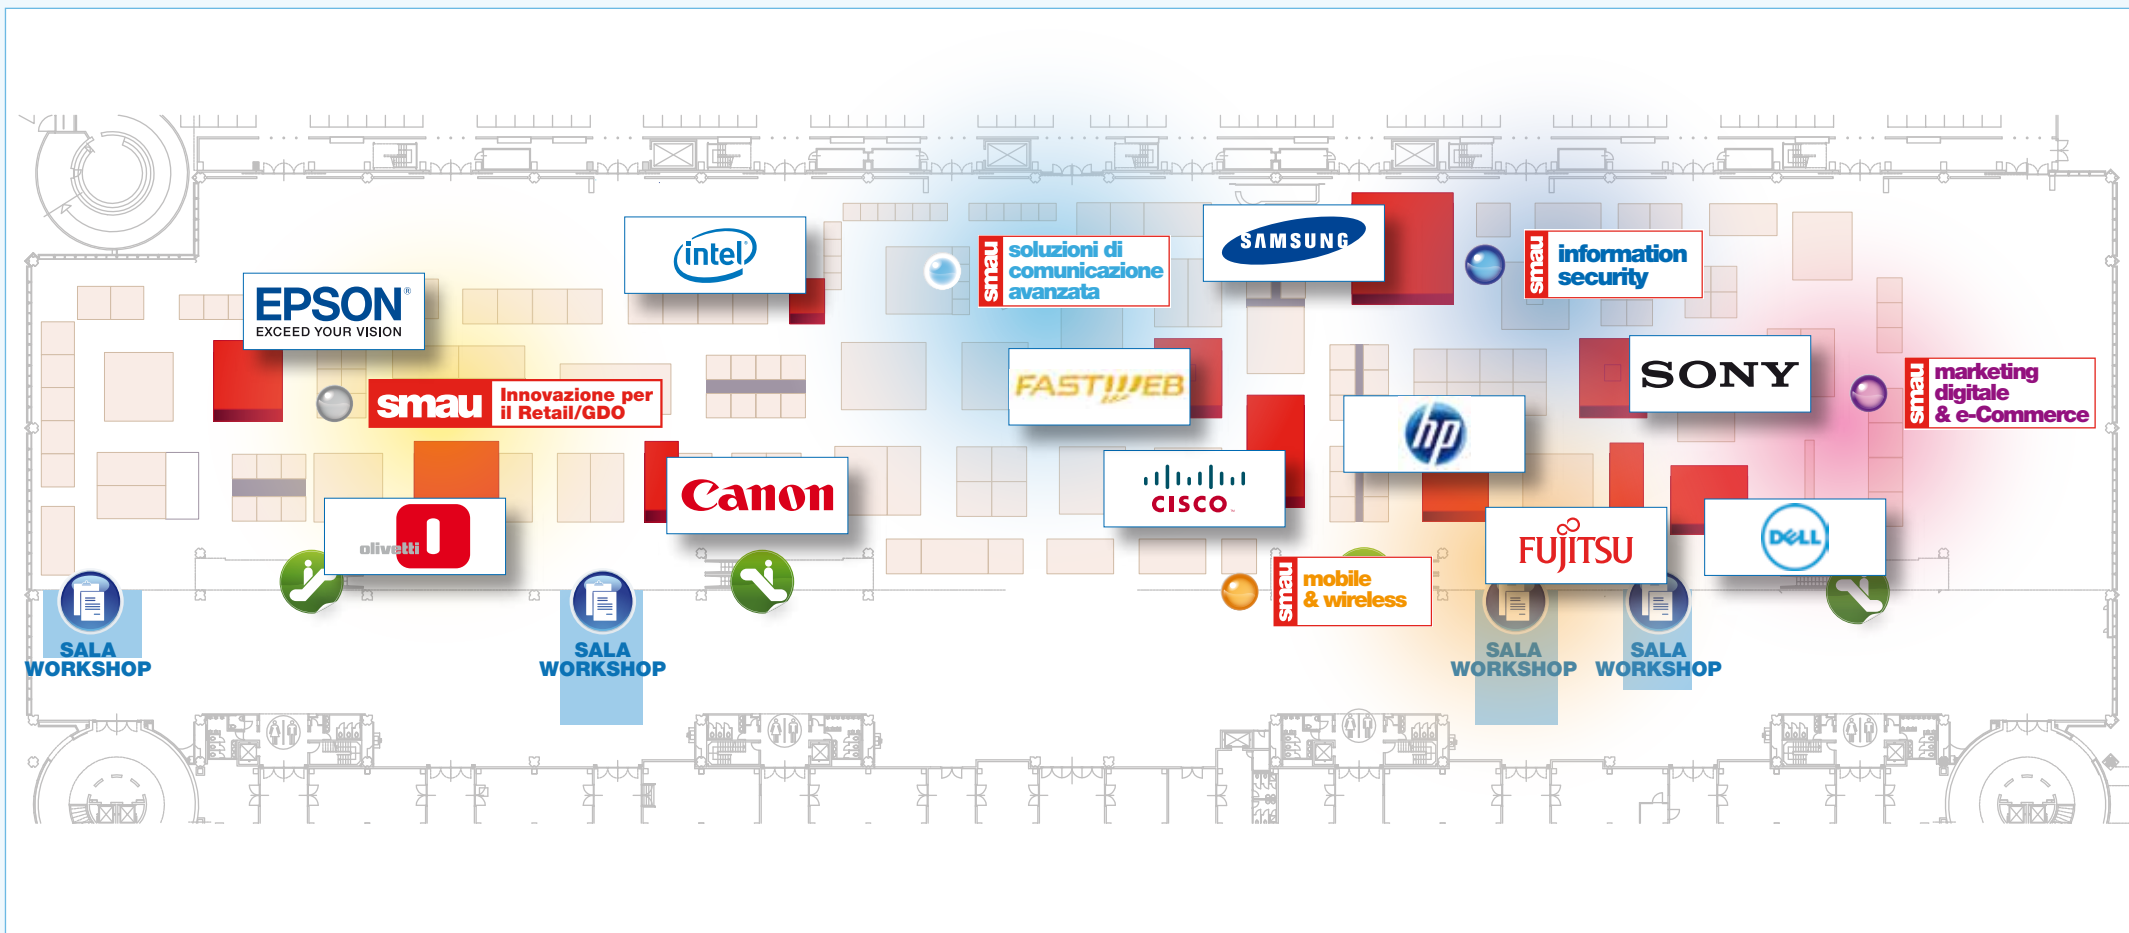 intel
SAMSUNG
smau
soluzioni di
comunicazione
avanzata
smau
information
security
EPSON®
EXCEED YOUR VISION
FASTWEB
SONY
smau
marketing
digitale
& e-Commerce
smau
Innovazione per
il Retail/GDO
hp
Canon
CISCO
olivetti
FUJITSU
DELL
smau
mobile
& wireless
SALA
WORKSHOP
SALA
WORKSHOP
SALA
WORKSHOP
SALA
WORKSHOP